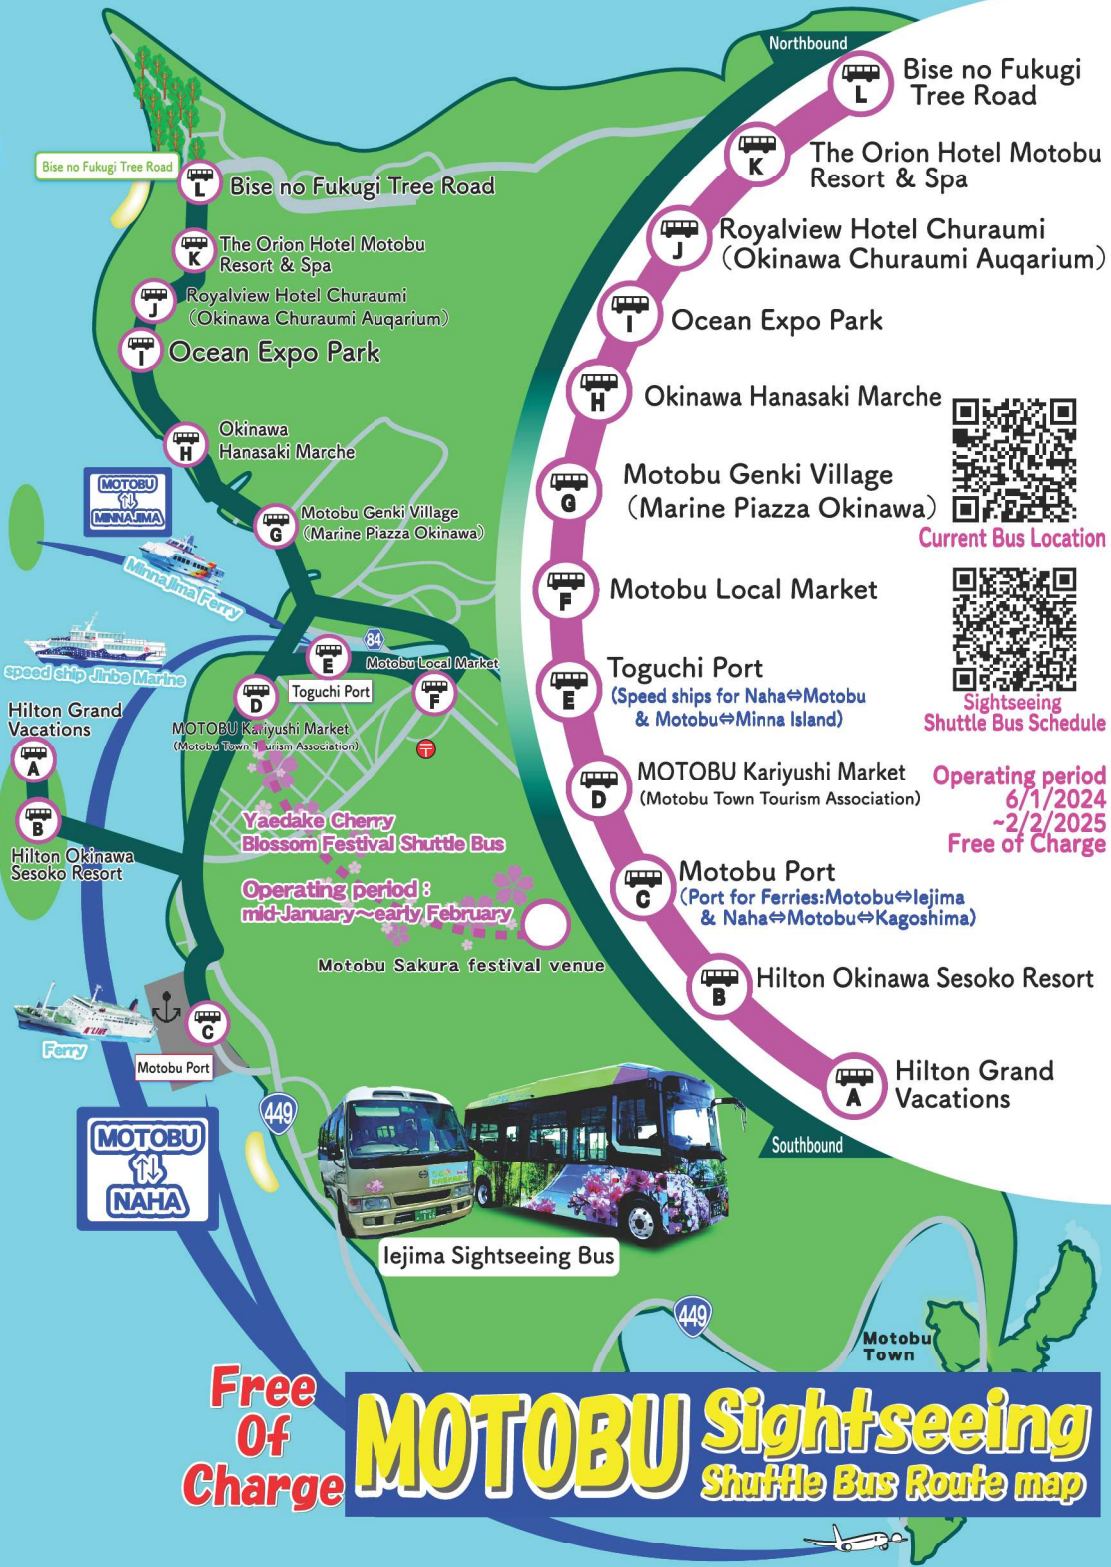 Northbound
L
Bise no Fukugi
Tree Road
K
The Orion Hotel Motobu
Resort & Spa
J
Royalview Hotel Churaumi
(Okinawa Churaumi Auqarium)
I
Ocean Expo Park
H
Okinawa Hanasaki Marche
G
Motobu Genki Village
(Marine Piazza Okinawa)
F
Motobu Local Market
E
Toguchi Port
(Speed ships for Naha⇔Motobu
& Motobu⇔Minna Island)
D
MOTOBU Kariyushi Market
(Motobu Town Tourism Association)
C
Motobu Port
(Port for Ferries:Motobu⇔Iejima
& Naha⇔Motobu⇔Kagoshima)
B
Hilton Okinawa Sesoko Resort
A
Hilton Grand
Vacations
Southbound
Current Bus Location
Sightseeing
Shuttle Bus Schedule
Operating period
6/1/2024
~2/2/2025
Free of Charge
Bise no Fukugi Tree Road
L
Bise no Fukugi Tree Road
K
The Orion Hotel Motobu
Resort & Spa
J
Royalview Hotel Churaumi
(Okinawa Churaumi Auqarium)
I
Ocean Expo Park
H
Okinawa
Hanasaki Marche
MOTOBU
⇅
MINNAJIMA
G
Motobu Genki Village
(Marine Piazza Okinawa)
Minnajima Ferry
speed ship Jinbe Marine
84
E
Toguchi Port
Motobu Local Market
F
〒
D
MOTOBU Kariyushi Market
(Motobu Town Tourism Association)
Hilton Grand
Vacations
A
B
Hilton Okinawa
Sesoko Resort
Yaedake Cherry
Blossom Festival Shuttle Bus
Operating period :
mid-January～early February
Motobu Sakura festival venue
Ferry
A"LINE
C
Motobu Port
449
MOTOBU
⇅
NAHA
Iejima Sightseeing Bus
449
Motobu
Town
Free
Of
Charge
MOTOBU Sightseeing
Shuttle Bus Route map